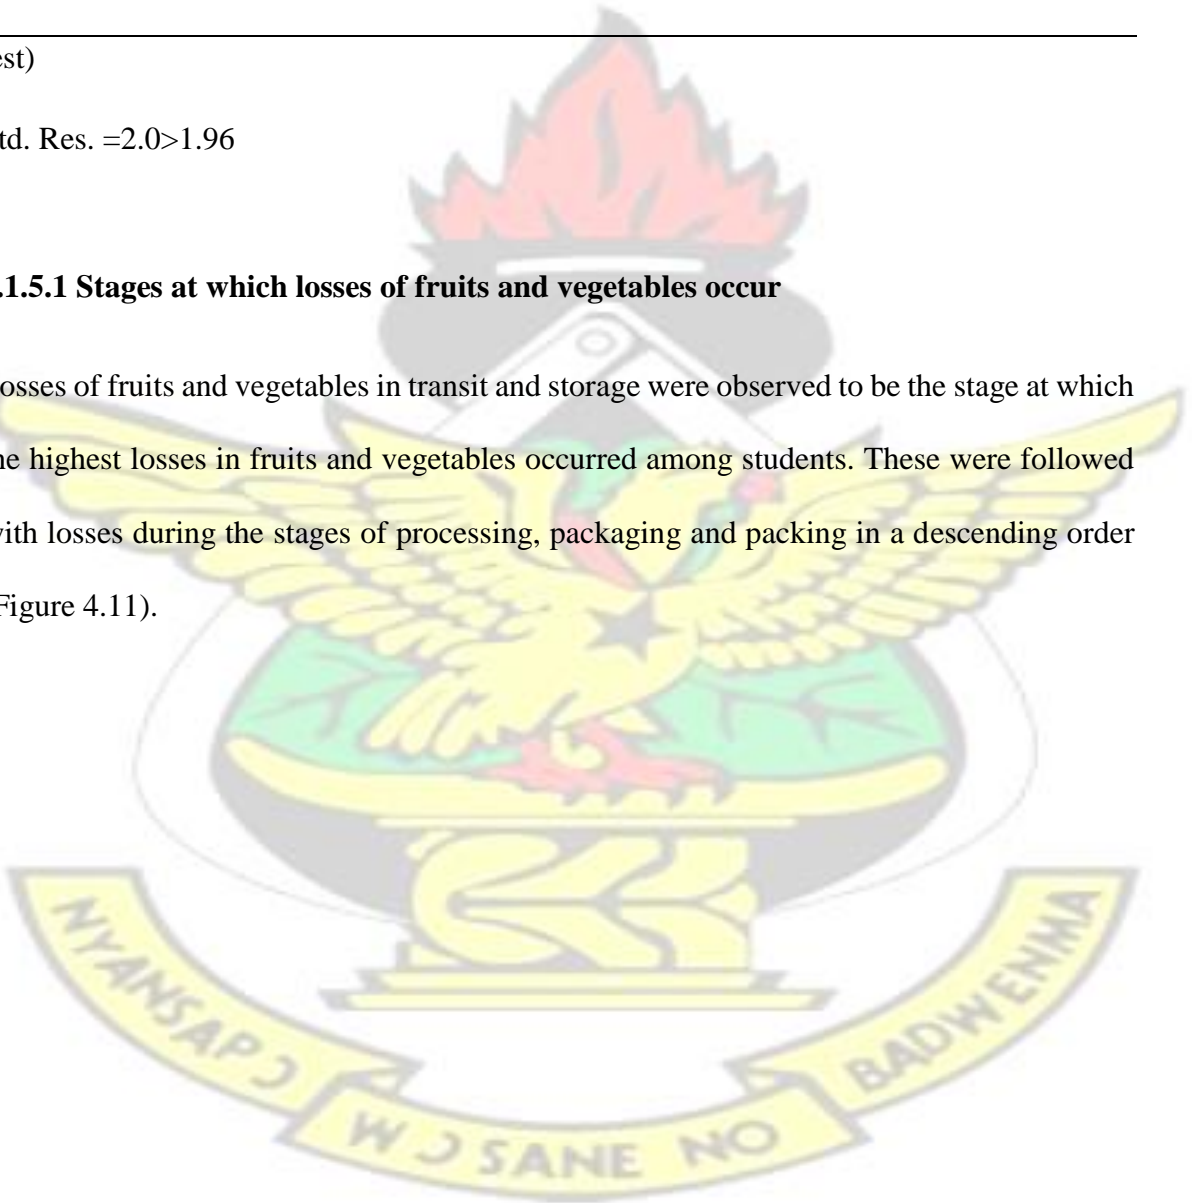 est)
td. Res. =2.0>1.96
.1.5.1 Stages at which losses of fruits and vegetables occur
osses of fruits and vegetables in transit and storage were observed to be the stage at which
he highest losses in fruits and vegetables occurred among students. These were followed
vith losses during the stages of processing, packaging and packing in a descending order
Figure 4.11).
NYANSAPƆ
WƆSANE NO
BADWENMA